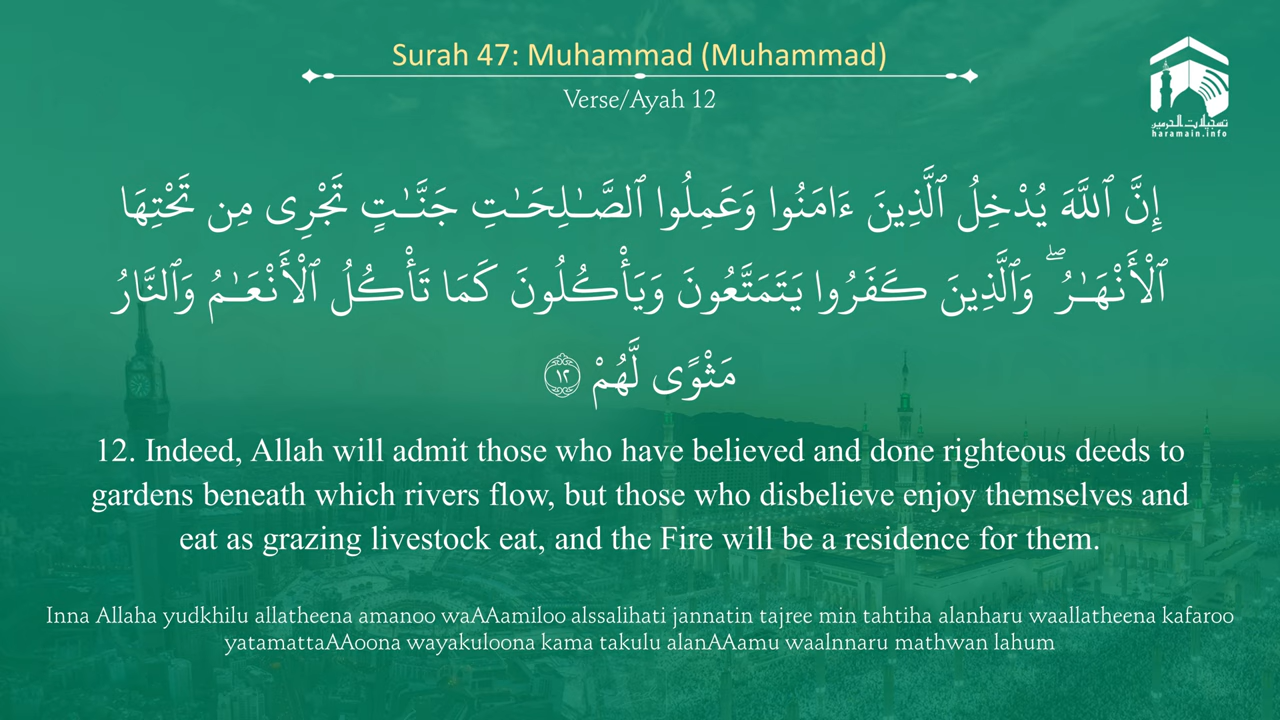 Surah 47: Muhammad (Muhammad)
Verse/Ayah 12
تسجيلات الحرمين
haramain.info
إِنَّ ٱللَّهَ يُدْخِلُ ٱلَّذِينَ ءَامَنُوا وَعَمِلُوا ٱلصَّـٰلِحَـٰتِ جَنَّـٰتٍ تَجْرِى مِن تَحْتِهَا
ٱلْأَنْهَـٰرُ ۖ وَٱلَّذِينَ كَفَرُوا يَتَمَتَّعُونَ وَيَأْكُلُونَ كَمَا تَأْكُلُ ٱلْأَنْعَـٰمُ وَٱلنَّارُ
مَثْوًى لَّهُمْ ١٢
12. Indeed, Allah will admit those who have believed and done righteous deeds to
gardens beneath which rivers flow, but those who disbelieve enjoy themselves and
eat as grazing livestock eat, and the Fire will be a residence for them.
Inna Allaha yudkhilu allatheena amanoo waAAamiloo alssalihati jannatin tajree min tahtiha alanharu waallatheena kafaroo
yatamattaAAoona wayakuloona kama takulu alanAAamu waalnnaru mathwan lahum